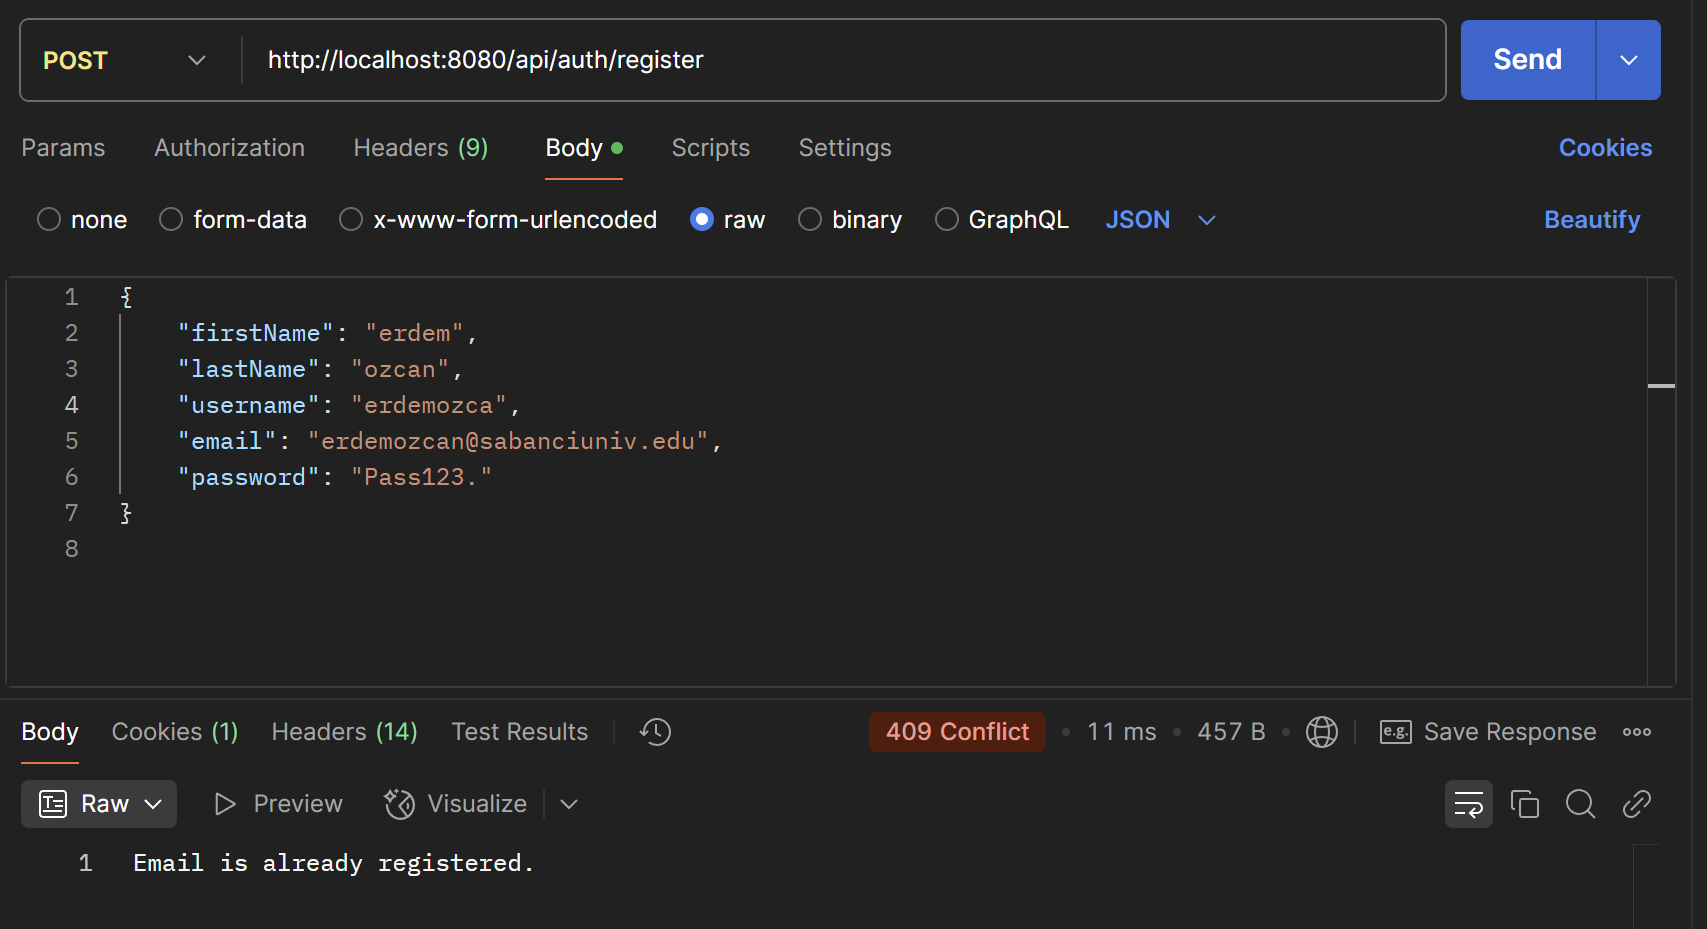 POST http://localhost:8080/api/auth/register Send
Params Authorization Headers (9) Body Scripts Settings Cookies
none form-data x-www-form-urlencoded raw binary GraphQL JSON Beautify
1 {
2 "firstName": "erdem",
3 "lastName": "ozcan",
4 "username": "erdemozca",
5 "email": "erdemozcan@sabanciuniv.edu",
6 "password": "Pass123."
7 }
8
Body Cookies (1) Headers (14) Test Results 409 Conflict • 11 ms • 457 B • e.g. Save Response
Raw Preview Visualize
1 Email is already registered.